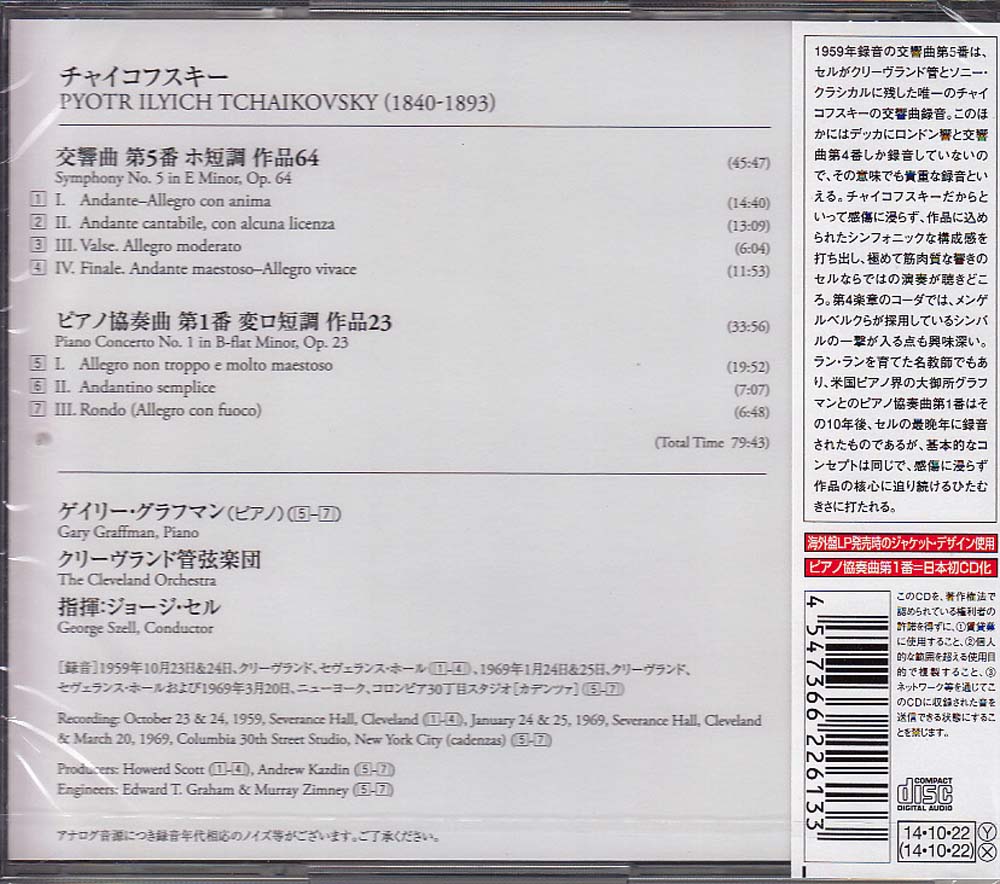 チャイコフスキー
PYOTR ILYICH TCHAIKOVSKY (1840-1893)
交響曲 第5番 ホ短調 作品64 (45:47)
Symphony No. 5 in E Minor, Op. 64
1 I. Andante–Allegro con anima (14:40)
2 II. Andante cantabile, con alcuna licenza (13:09)
3 III. Valse. Allegro moderato (6:04)
4 IV. Finale. Andante maestoso–Allegro vivace (11:53)
ピアノ協奏曲 第1番 変ロ短調 作品23 (33:56)
Piano Concerto No. 1 in B-flat Minor, Op. 23
5 I. Allegro non troppo e molto maestoso (19:52)
6 II. Andantino semplice (7:07)
7 III. Rondo (Allegro con fuoco) (6:48)
(Total Time 79:43)
ゲイリー・グラフマン(ピアノ)(5-7)
Gary Graffman, Piano
クリーヴランド管弦楽団
The Cleveland Orchestra
指揮:ジョージ・セル
George Szell, Conductor
[録音]1959年10月23日&24日、クリーヴランド、セヴェランス・ホール(1-4)、1969年1月24日&25日、クリーヴランド、
セヴェランス・ホールおよび1969年3月20日、ニューヨーク、コロンビア30丁目スタジオ[カデンツァ](5-7)
Recording: October 23 & 24, 1959, Severance Hall, Cleveland (1-4), January 24 & 25, 1969, Severance Hall, Cleveland
& March 20, 1969, Columbia 30th Street Studio, New York City (cadenzas) (5-7)
Producers: Howerd Scott (1-4), Andrew Kazdin (5-7)
Engineers: Edward T. Graham & Murray Zimney (5-7)
アナログ音源につき録音年代相応のノイズ等がございます。ご了承ください。
1959年録音の交響曲第5番は、
セルがクリーヴランド管とソニー・
クラシカルに残した唯一のチャイ
コフスキーの交響曲録音。このほ
かにはデッカにロンドン響と交響
曲第4番しか録音していないの
で、その意味でも貴重な録音とい
える。チャイコフスキーだからと
いって感傷に浸らず、作品に込め
られたシンフォニックな構成感を
打ち出し、極めて筋肉質な響きの
セルならではの演奏が聴きど
ころ。第4楽章のコーダでは、メンゲ
ルベルクらが採用しているシンバ
ルの一撃が入る点も興味深い。
ラン・ランを育てた名教師でもあ
り、米国ピアノ界の大御所グラフ
マンとのピアノ協奏曲第1番はそ
の10年後、セルの最晩年に録音
されたものであるが、基本的なコ
ンセプトは同じで、感傷に浸らず
作品の核心に迫り続けるひたむ
きさに打たれる。
海外盤LP発売時のジャケット・デザイン使用
ピアノ協奏曲第1番=日本初CD化
4 547366 226133
このCDを、著作権法で
認められている権利者の
許諾を得ずに、①賃貸業
に使用すること、②個人
的な範囲を超える使用目
的で複製すること、③
ネットワーク等を通じてこ
のCDに収録された音を
送信できる状態にするこ
とを禁じます。
COMPACT
disc
DIGITAL AUDIO
14・10・22 Y
(14・10・22) X